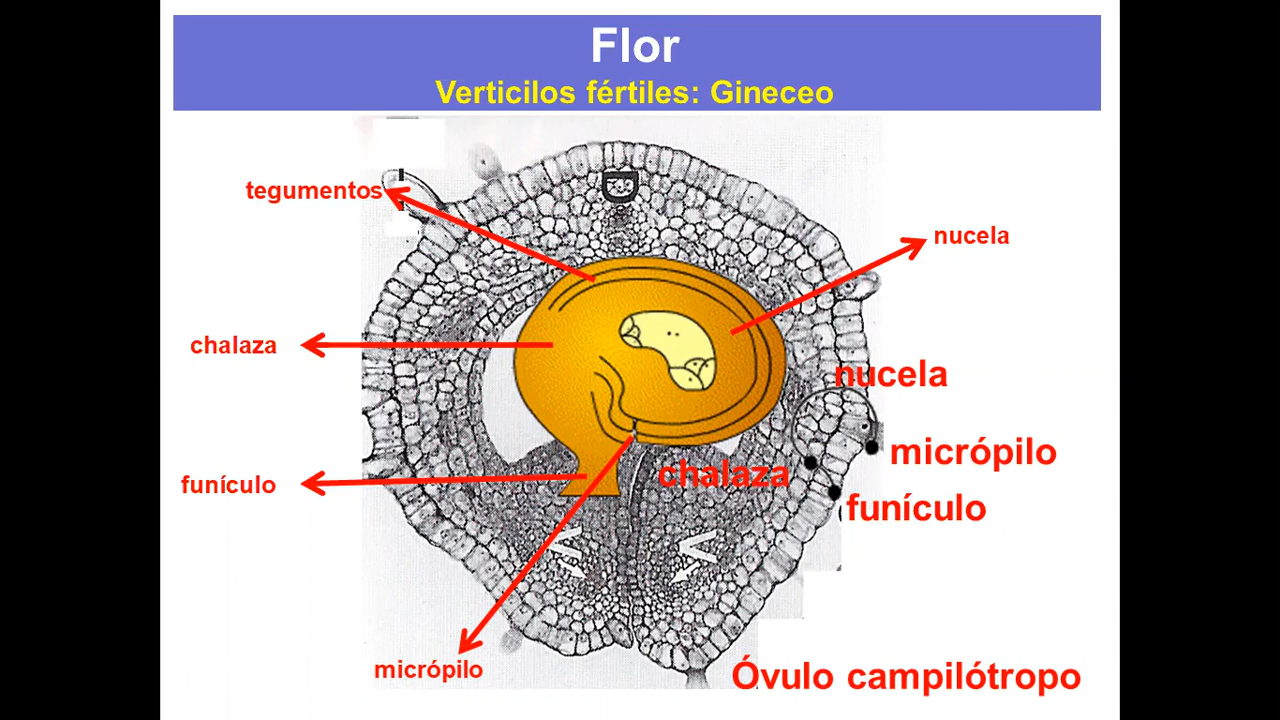 Flor
Verticilos fértiles: Gineceo
tegumentos
nucela
chalaza
nucela
micrópilo
chalaza
funículo
funículo
micrópilo
Óvulo campilótropo